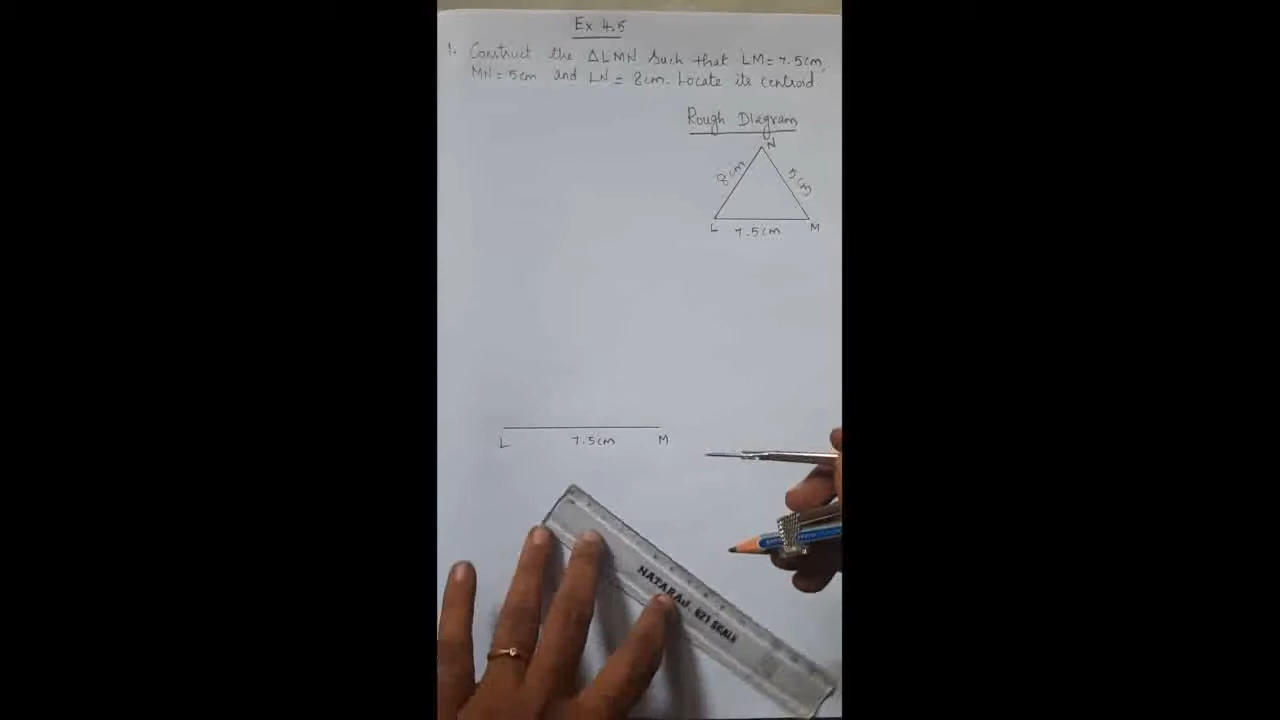 Ex 4.5
1. Construct the ΔLMN such that LM = 7.5cm,
MN = 5cm and LN = 8cm. Locate its centroid
Rough Diagram
N
8cm
5cm
L
M
7.5cm
L
7.5cm
M
NATARAJ. 621 SCALE